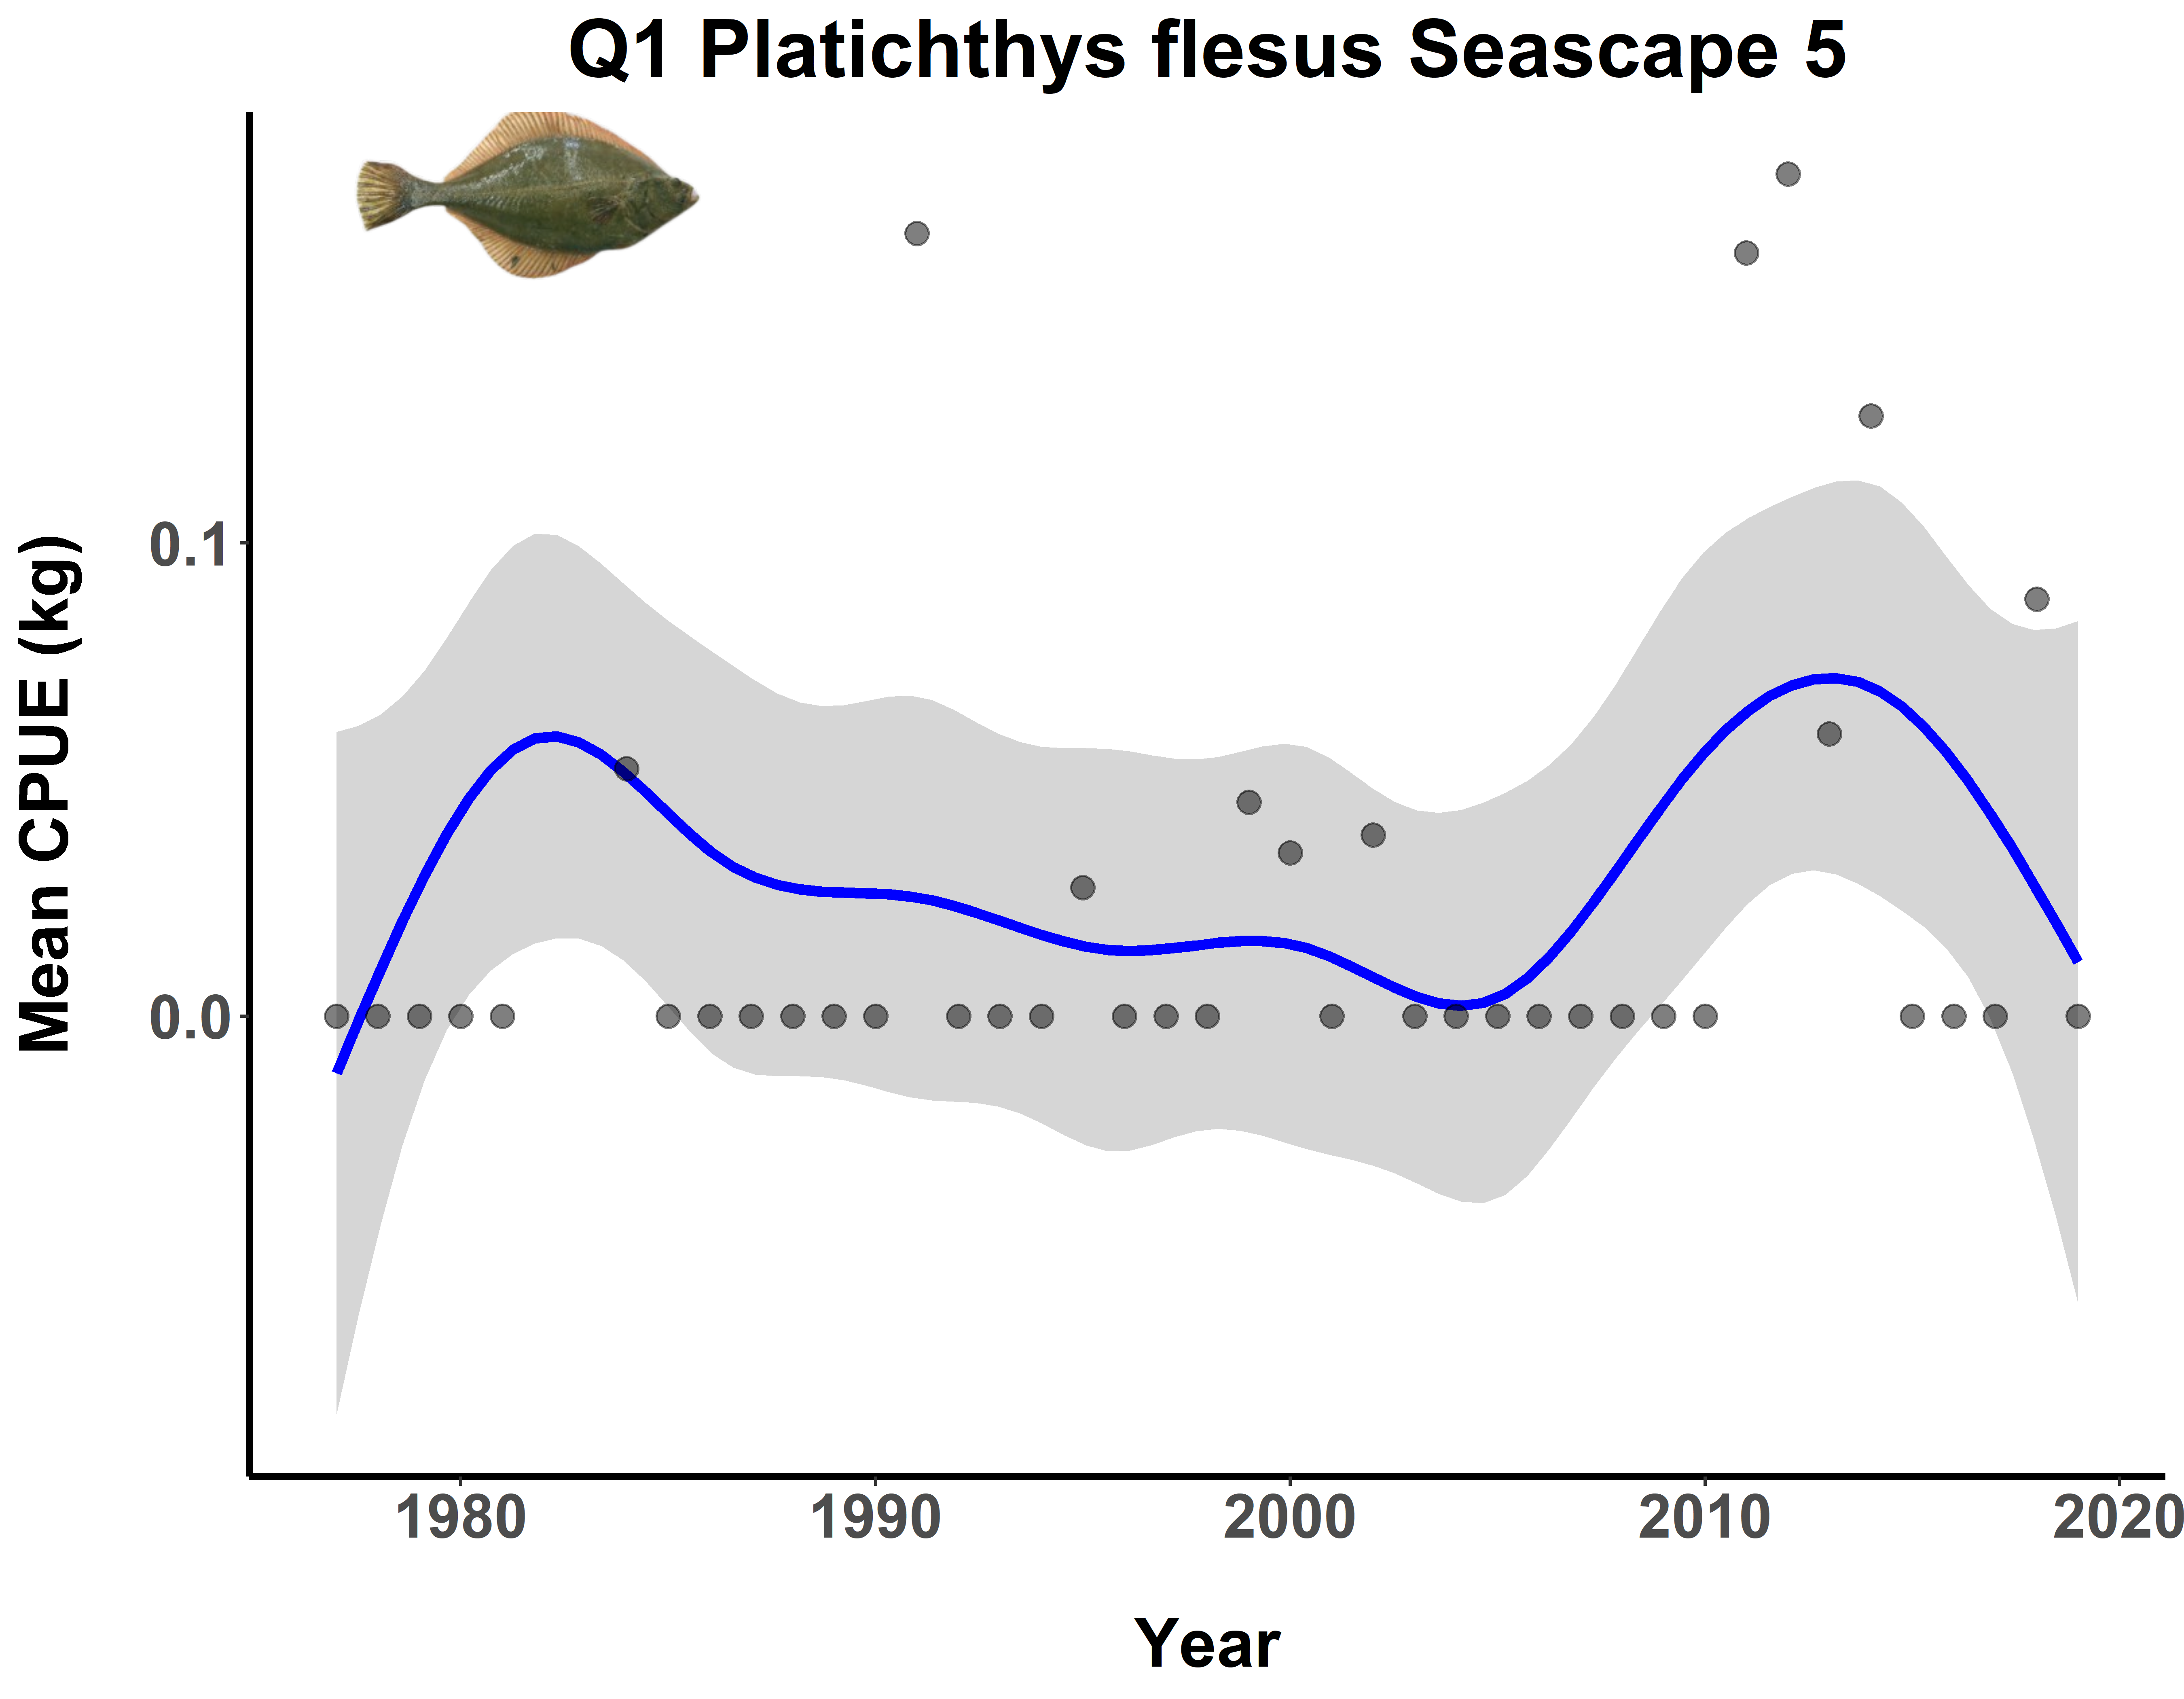 Q1 Platichthys flesus Seascape 5
Mean CPUE (kg)
0.1
0.0
1980 1990 2000 2010 2020
Year